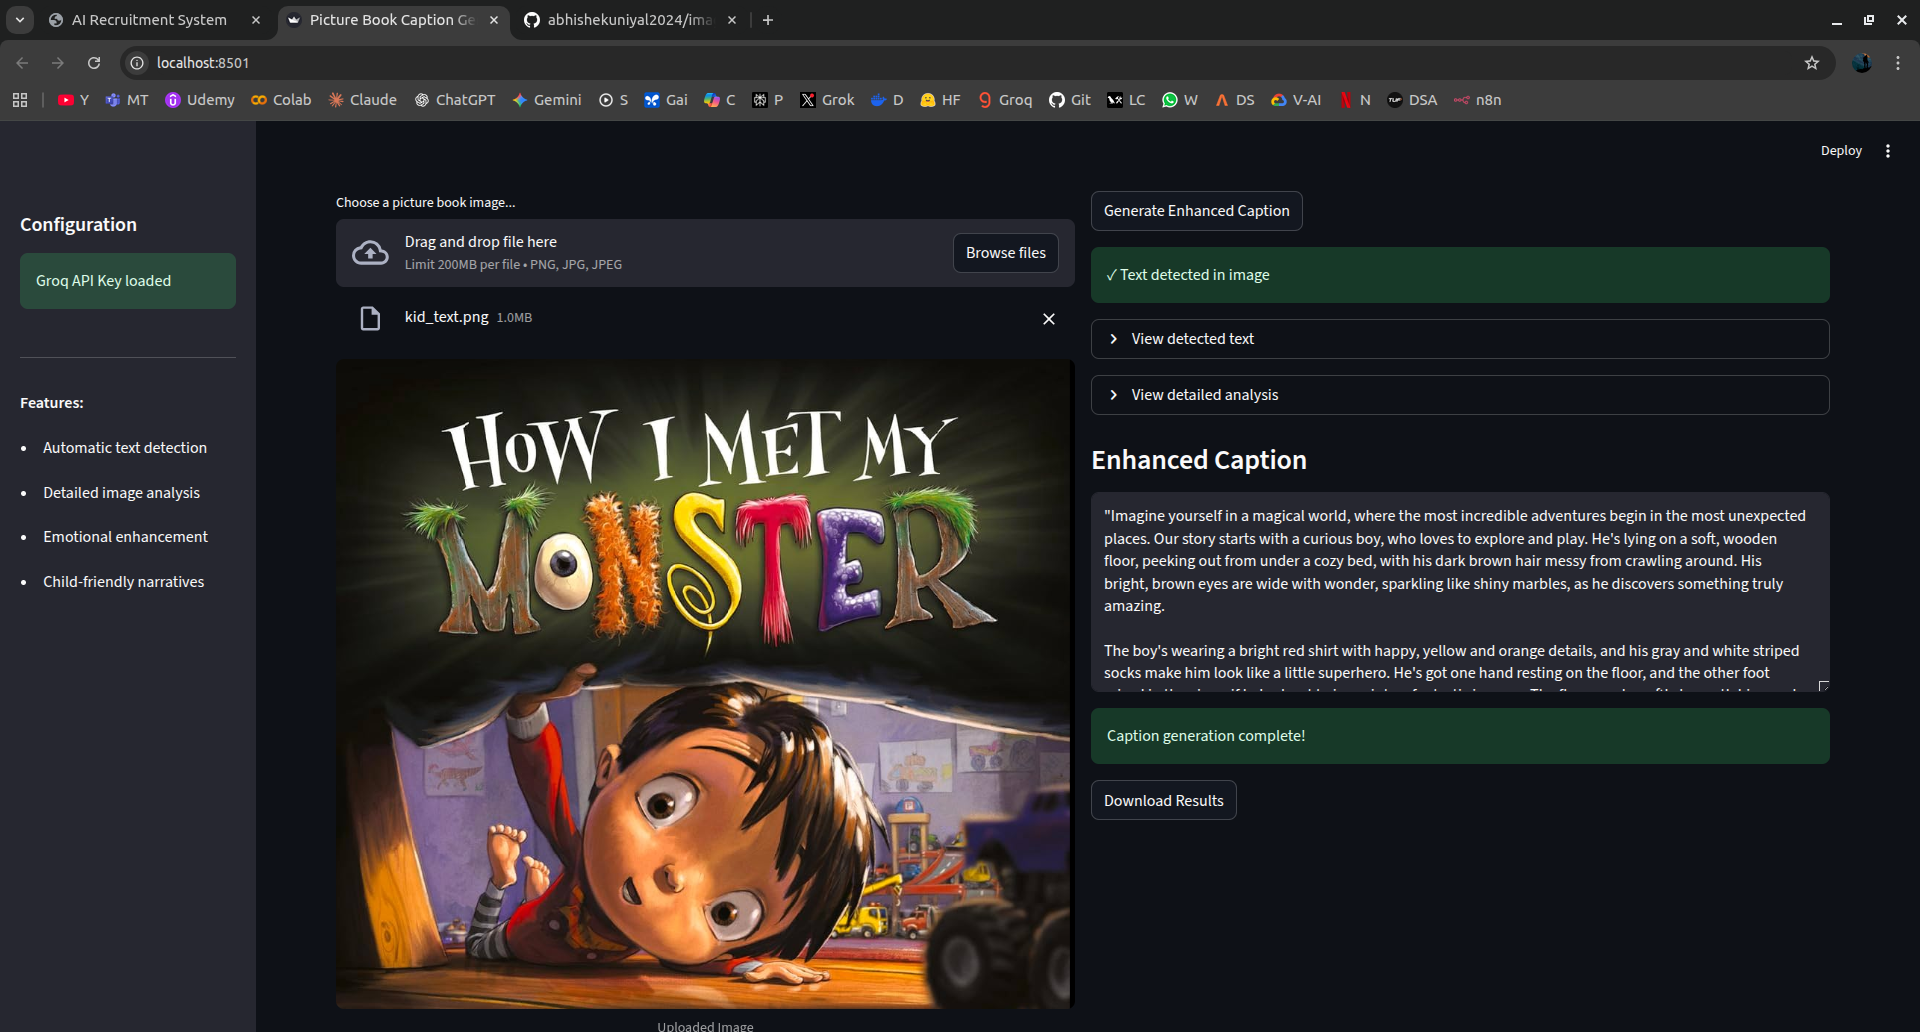 AI Recruitment System
Picture Book Caption Ge
abhishekuniyal2024/ima
localhost:8501
Y
MT
Udemy
Colab
Claude
ChatGPT
Gemini
S
Gai
C
P
Grok
D
HF
Groq
Git
LC
W
DS
V-AI
N
DSA
n8n
Deploy
Configuration
Groq API Key loaded
Features:
Automatic text detection
Detailed image analysis
Emotional enhancement
Child-friendly narratives
Choose a picture book image...
Drag and drop file here
Limit 200MB per file • PNG, JPG, JPEG
Browse files
kid_text.png 1.0MB
HOW I MET MY
MONSTER
Uploaded Image
Generate Enhanced Caption
✓ Text detected in image
View detected text
View detailed analysis
Enhanced Caption
"Imagine yourself in a magical world, where the most incredible adventures begin in the most unexpected
places. Our story starts with a curious boy, who loves to explore and play. He's lying on a soft, wooden
floor, peeking out from under a cozy bed, with his dark brown hair messy from crawling around. His
bright, brown eyes are wide with wonder, sparkling like shiny marbles, as he discovers something truly
amazing.
The boy's wearing a bright red shirt with happy, yellow and orange details, and his gray and white striped
socks make him look like a little superhero. He's got one hand resting on the floor, and the other foot
Caption generation complete!
Download Results